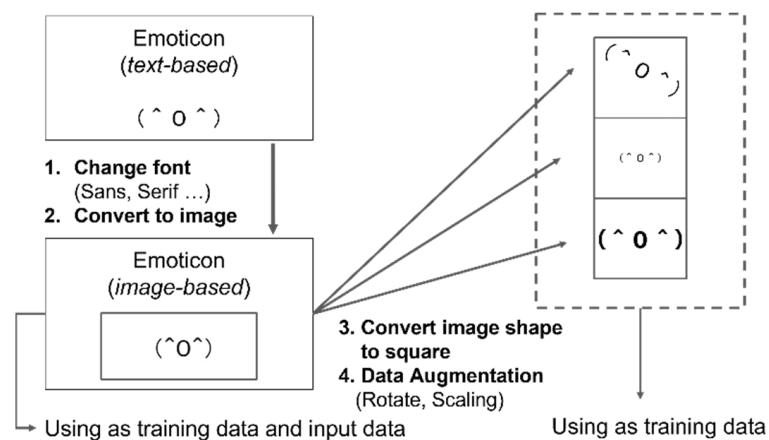 Emoticon
(text-based)
(^ O ^)
1. Change font
(Sans, Serif …)
2. Convert to image
Emoticon
(image-based)
(^O^)
Using as training data and input data
3. Convert image shape
to square
4. Data Augmentation
(Rotate, Scaling)
(^ O ^)
(^ O ^)
(^ O ^)
Using as training data